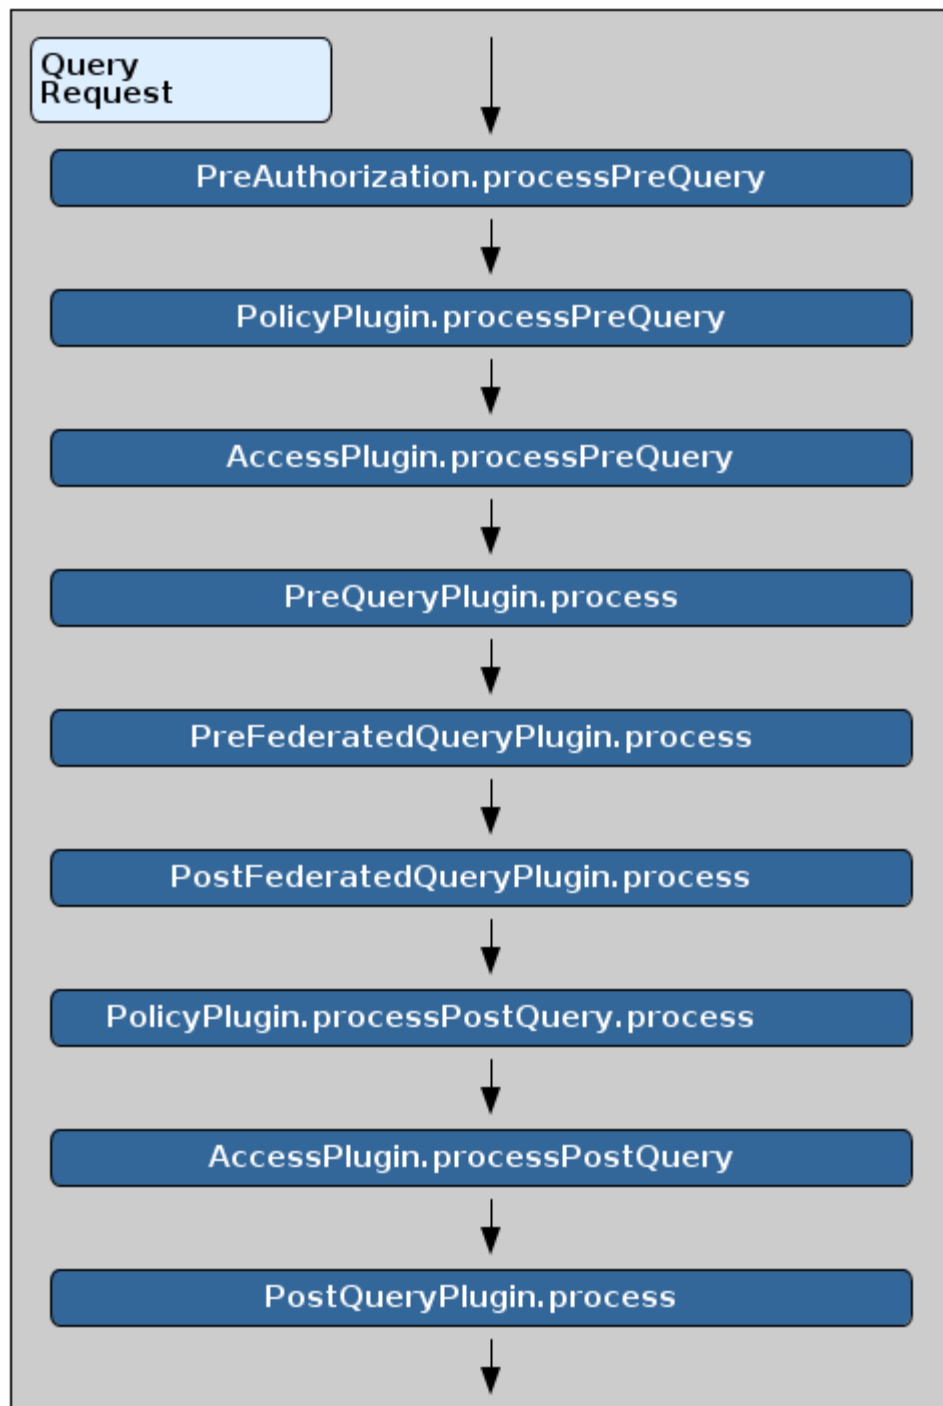 Query
Request
PreAuthorization.processPreQuery
PolicyPlugin.processPreQuery
AccessPlugin.processPreQuery
PreQueryPlugin.process
PreFederatedQueryPlugin.process
PostFederatedQueryPlugin.process
PolicyPlugin.processPostQuery.process
AccessPlugin.processPostQuery
PostQueryPlugin.process